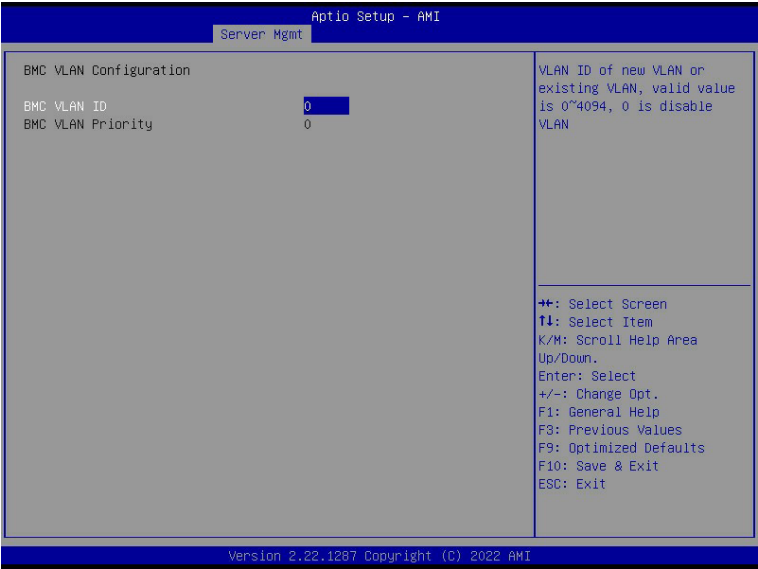 Aptio Setup – AMI
Server Mgmt
BMC VLAN Configuration
BMC VLAN ID 0
BMC VLAN Priority 0
VLAN ID of new VLAN or
existing VLAN, valid value
is 0~4094, 0 is disable
VLAN
→←: Select Screen
↑↓: Select Item
K/M: Scroll Help Area
Up/Down.
Enter: Select
+/-: Change Opt.
F1: General Help
F3: Previous Values
F9: Optimized Defaults
F10: Save & Exit
ESC: Exit
Version 2.22.1287 Copyright (C) 2022 AMI